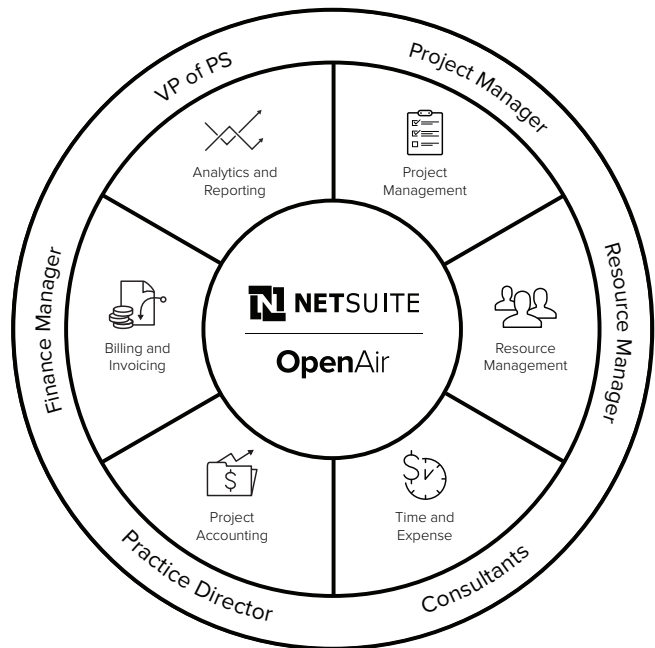 VP of PS
Project Manager
Resource Manager
Consultants
Practice Director
Finance Manager
Analytics and
Reporting
Project
Management
Resource
Management
Time and
Expense
Project
Accounting
Billing and
Invoicing
N NETSUITE
OpenAir
$
$